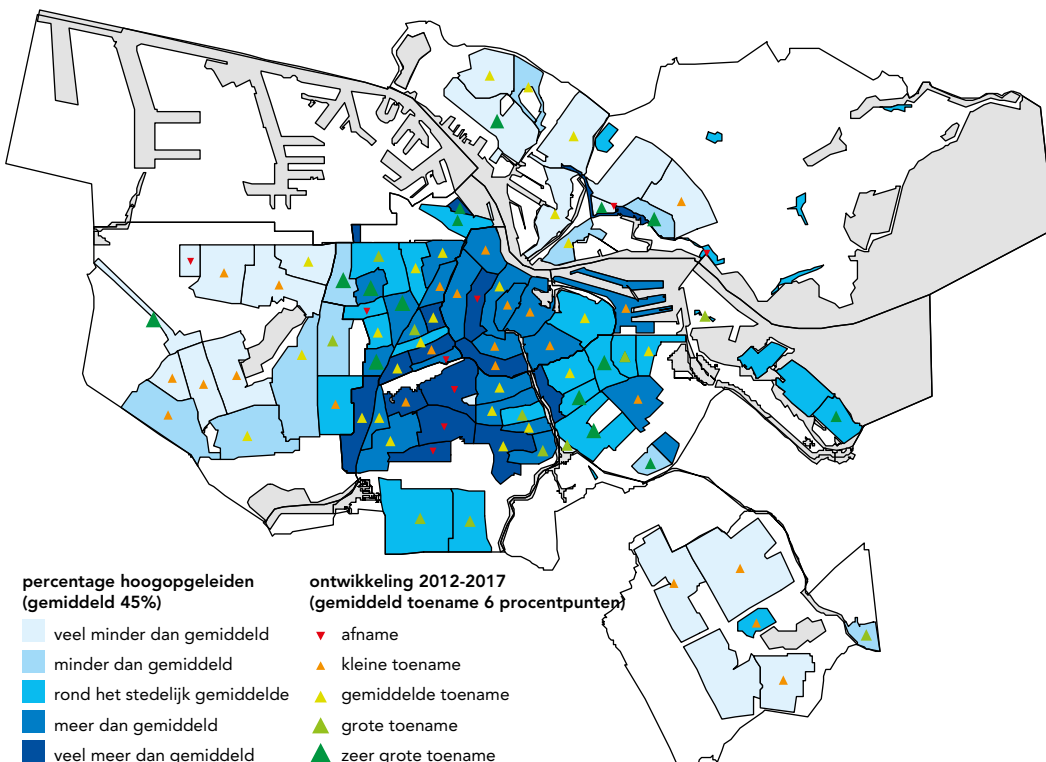 percentage hoogopgeleiden
(gemiddeld 45%)
veel minder dan gemiddeld
minder dan gemiddeld
rond het stedelijk gemiddelde
meer dan gemiddeld
veel meer dan gemiddeld
ontwikkeling 2012-2017
(gemiddeld toename 6 procentpunten)
afname
kleine toename
gemiddelde toename
grote toename
zeer grote toename